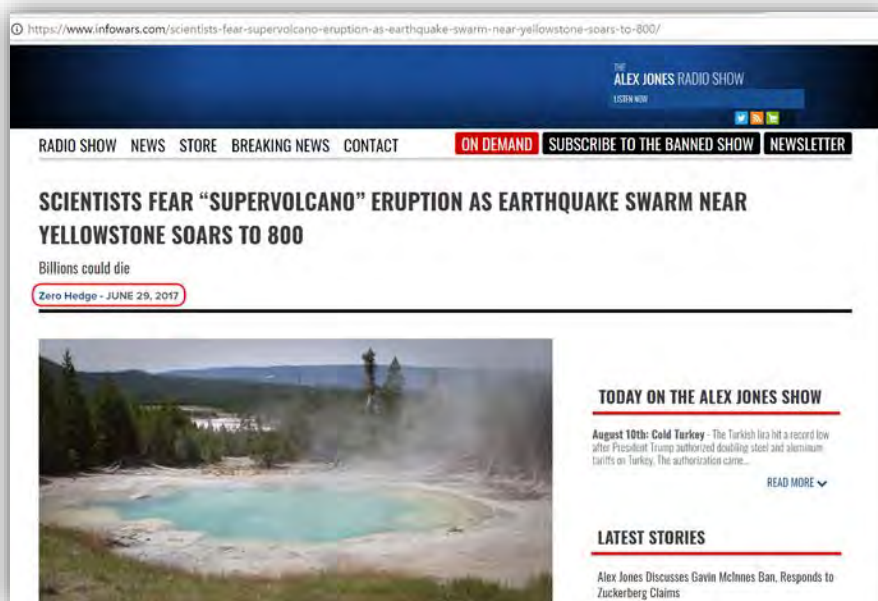 https://www.infowars.com/scientists-fear-supervolcano-eruption-as-earthquake-swarm-near-yellowstone-soars-to-800/
THE
ALEX JONES RADIO SHOW
LISTEN NOW
RADIO SHOW NEWS STORE BREAKING NEWS CONTACT ON DEMAND SUBSCRIBE TO THE BANNED SHOW NEWSLETTER
SCIENTISTS FEAR “SUPERVOLCANO” ERUPTION AS EARTHQUAKE SWARM NEAR
YELLOWSTONE SOARS TO 800
Billions could die
Zero Hedge - JUNE 29, 2017
TODAY ON THE ALEX JONES SHOW
August 10th: Cold Turkey - The Turkish lira hit a record low
after President Trump authorized doubling steel and aluminum
tariffs on Turkey. The authorization came...
READ MORE
LATEST STORIES
Alex Jones Discusses Gavin McInnes Ban, Responds to
Zuckerberg Claims